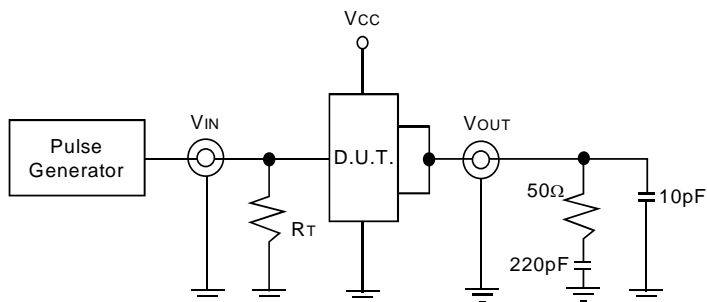 VCC
VIN
VOUT
Pulse
Generator
D.U.T.
RT
50Ω
220pF
10pF